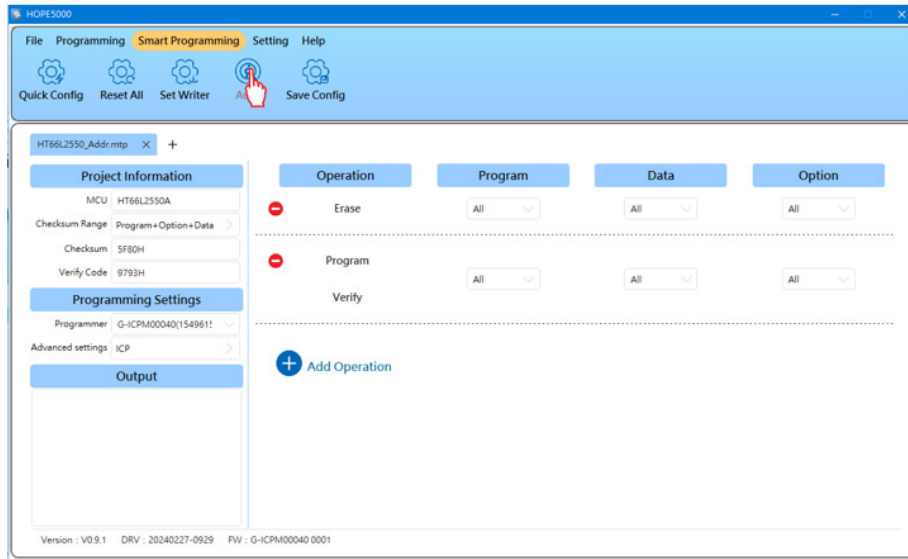 HOPE5000
File Programming Smart Programming Setting Help
Quick Config Reset All Set Writer Save Config
HT66L2550_Addr.mtp × +
Project Information
MCU HT66L2550A
Checksum Range Program+Option+Data
Checksum 5F80H
Verify Code 9793H
Programming Settings
Programmer G-ICPM00040(1549615
Advanced settings ICP
Output
Operation Program Data Option
Erase All All All
Program
All All All
Verify
Add Operation
Version : V0.9.1 DRV : 20240227-0929 FW : G-ICPM00040 0001